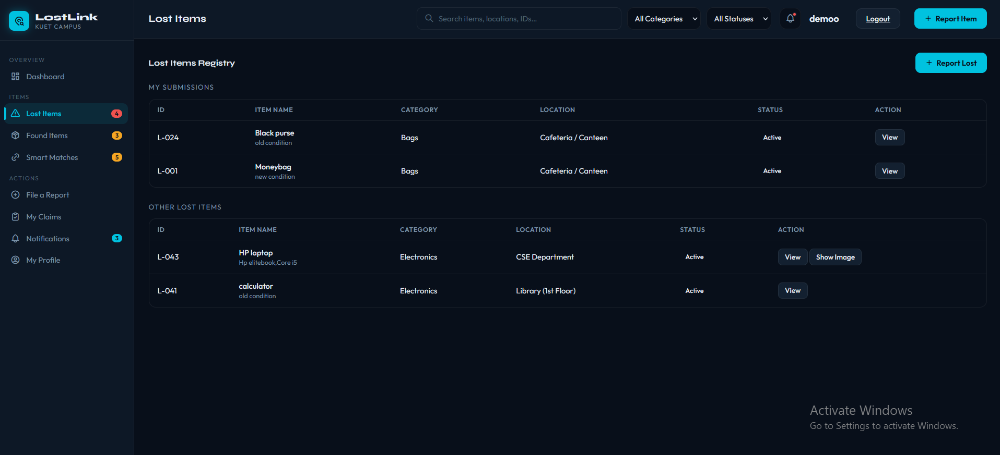 LostLink
KUET CAMPUS
OVERVIEW
Dashboard
ITEMS
Lost Items 4
Found Items 3
Smart Matches 5
ACTIONS
File a Report
My Claims
Notifications 3
My Profile
Lost Items
Search items, locations, IDs...
All Categories
All Statuses
demoo
Logout
+ Report Item
Lost Items Registry
+ Report Lost
MY SUBMISSIONS
ID ITEM NAME CATEGORY LOCATION STATUS ACTION
L-024 Black purse Bags Cafeteria / Canteen Active View
old condition
L-001 Moneybag Bags Cafeteria / Canteen Active View
new condition
OTHER LOST ITEMS
ID ITEM NAME CATEGORY LOCATION STATUS ACTION
L-043 HP laptop Electronics CSE Department Active View Show Image
Hp elitebook,Core i5
L-041 calculator Electronics Library (1st Floor) Active View
old condition
Activate Windows
Go to Settings to activate Windows.